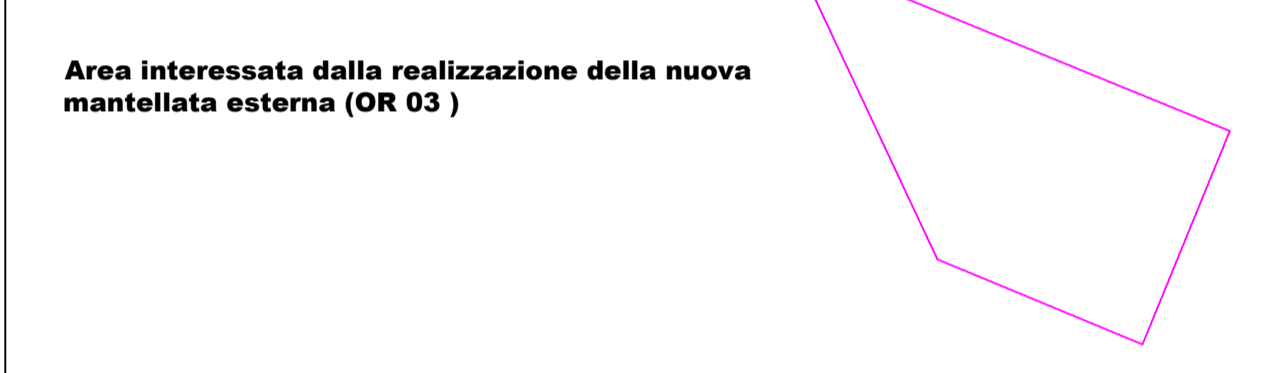 Area interessata dalla realizzazione della nuova
mantellata esterna (OR 03 )